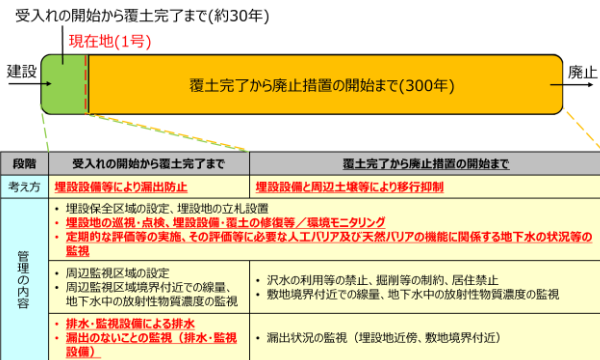 受入れの開始から覆土完了まで(約30年)
現在地(1号)
建設
覆土完了から廃止措置の開始まで(300年)
廃止
段階
受入れの開始から覆土完了まで
覆土完了から廃止措置の開始まで
考え方
埋設設備等により漏出防止
埋設設備と周辺土壌等により移行抑制
管理の内容
• 埋設保全区域の設定、埋設地の立札設置
• 埋設地の巡視・点検、埋設設備・覆土の修復等／環境モニタリング
• 定期的な評価等の実施、その評価等に必要な人工バリア及び天然バリアの機能に関係する地下水の状況等の
監視
• 周辺監視区域の設定
• 周辺監視区域境界付近での線量、
地下水中の放射性物質濃度の監視
• 沢水の利用等の禁止、掘削等の制約、居住禁止
• 敷地境界付近での線量、地下水中の放射性物質濃度の監視
• 排水・監視設備による排水
• 漏出のないことの監視（排水・監視
設備）
• 漏出状況の監視（埋設地近傍、敷地境界付近）